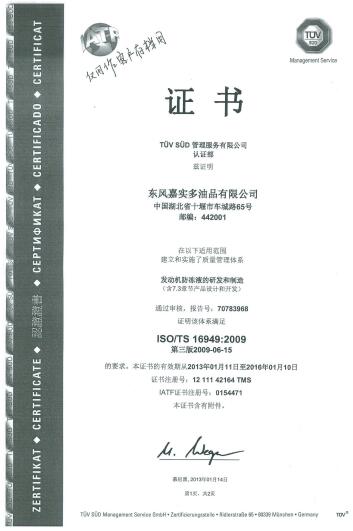 IATF
仅用作客户存档用
TÜV
SÜD
Management Service
证 书
TÜV SÜD 管理服务有限公司
认证部
兹证明
东风嘉实多油品有限公司
中国湖北省十堰市车城路65号
邮编：442001
在以下适用范围
建立和实施了质量管理体系
发动机防冻液的研发和制造
（含7.3章节产品设计和开发）
通过审核，报告号：70783968
证明该体系满足
ISO/TS 16949:2009
第三版2009-06-15
的要求。本证书的有效期从2013年01月11日至2016年01月10日
证书注册号：12 111 42164 TMS
IATF证书注册号：0154471
本证书含有附件。
慕尼黑, 2013年01月14日
第1页，共2页
TÜV SÜD Management Service GmbH • Zertifizierungsstelle • Ridlerstraße 65 • 80339 München • Germany
TÜV®
ZERTIFIKAT ◆ CERTIFICATE ◆ 認證證書 ◆ СЕРТИФИКАТ ◆ CERTIFICADO ◆ CERTIFICAT